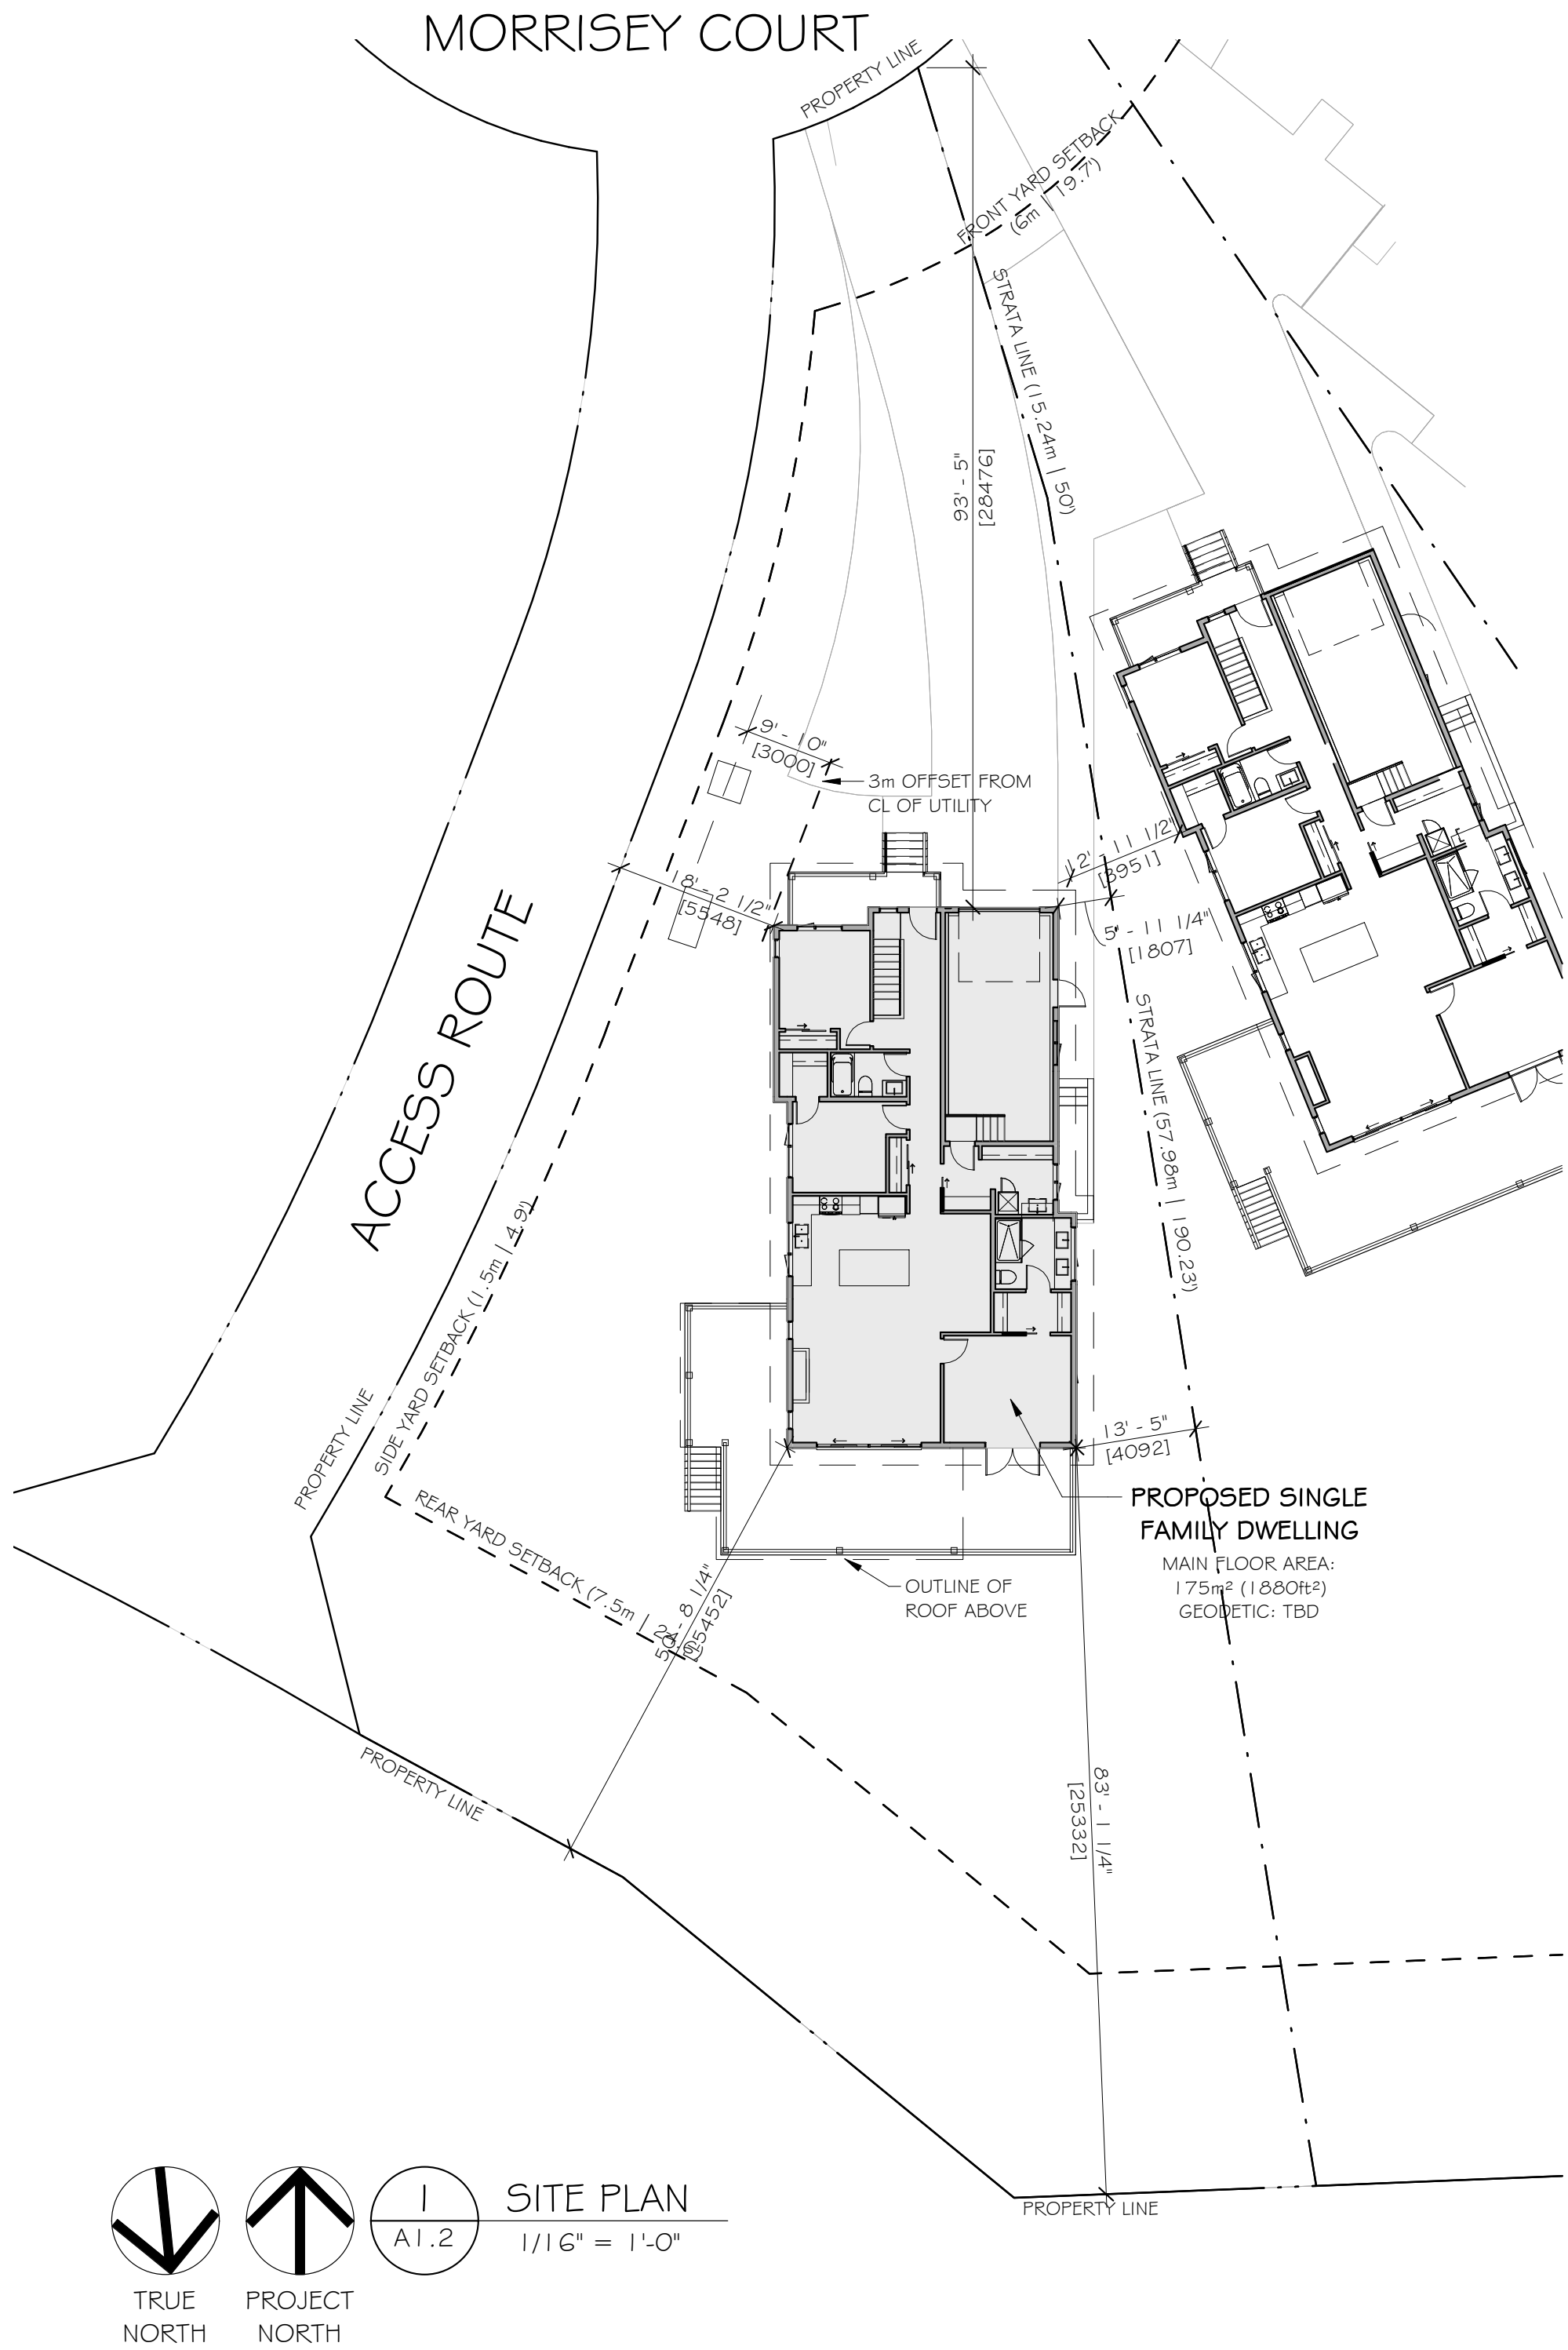 MORRISEY COURT
PROPERTY LINE
FRONT YARD SETBACK
(6m | 19.7')
STRATA LINE (15.24m | 50')
93' - 5"
[28476]
9' - 10"
[3000]
3m OFFSET FROM
CL OF UTILITY
18' - 2 1/2"
[5548]
12' - 11 1/2"
[3951]
5' - 11 1/4"
[1807]
ACCESS ROUTE
STRATA LINE (57.98m | 190.23')
SIDE YARD SETBACK (1.5m | 4.9')
PROPERTY LINE
13' - 5"
[4092]
REAR YARD SETBACK (7.5m |
50' - 8 1/4"
[15452]
PROPOSED SINGLE
FAMILY DWELLING
MAIN FLOOR AREA:
175m² (1880ft²)
GEODETIC: TBD
OUTLINE OF
ROOF ABOVE
PROPERTY LINE
83' - 1 1/4"
[25332]
PROPERTY LINE
1
A1.2
SITE PLAN
1/16" = 1'-0"
TRUE
NORTH
PROJECT
NORTH